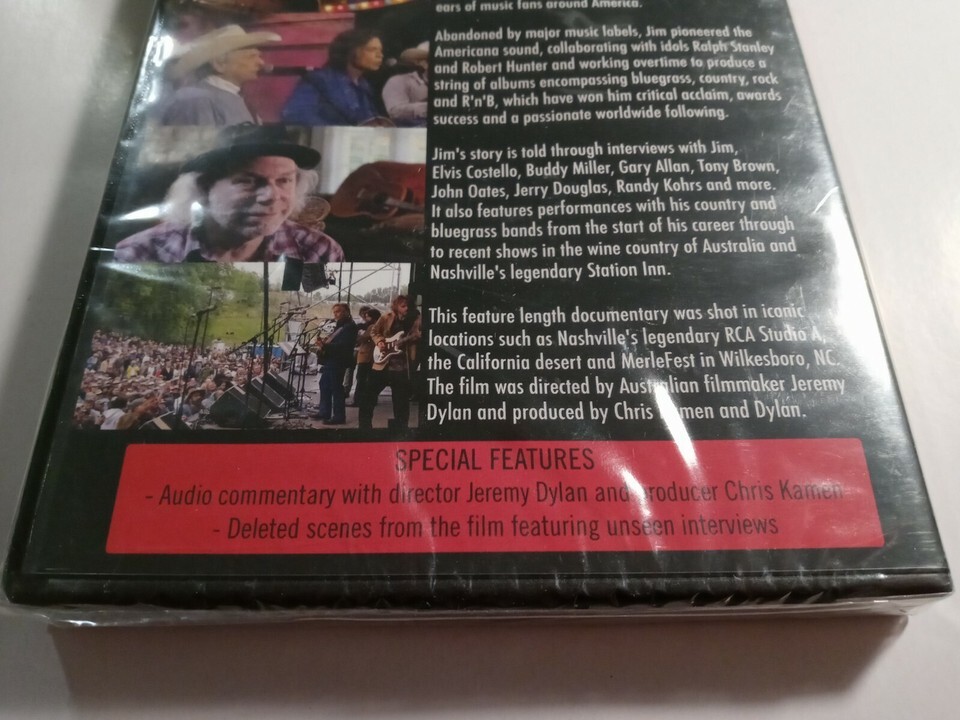 ears of music fans around America.
Abandoned by major music labels, Jim pioneered the
Americana sound, collaborating with idols Ralph Stanley
and Robert Hunter and working overtime to produce a
string of albums encompassing bluegrass, country, rock
and R'n'B, which have won him critical acclaim, awards
success and a passionate worldwide following.
Jim's story is told through interviews with Jim,
Elvis Costello, Buddy Miller, Gary Allan, Tony Brown,
John Oates, Jerry Douglas, Randy Kohrs and more.
It also features performances with his country and
bluegrass bands from the start of his career through
to recent shows in the wine country of Australia and
Nashville's legendary Station Inn.
This feature length documentary was shot in iconic
locations such as Nashville's legendary RCA Studio A,
the California desert and MerleFest in Wilkesboro, NC.
The film was directed by Australian filmmaker Jeremy
Dylan and produced by Chris Kamen and Dylan.
SPECIAL FEATURES
- Audio commentary with director Jeremy Dylan and producer Chris Kamen
- Deleted scenes from the film featuring unseen interviews